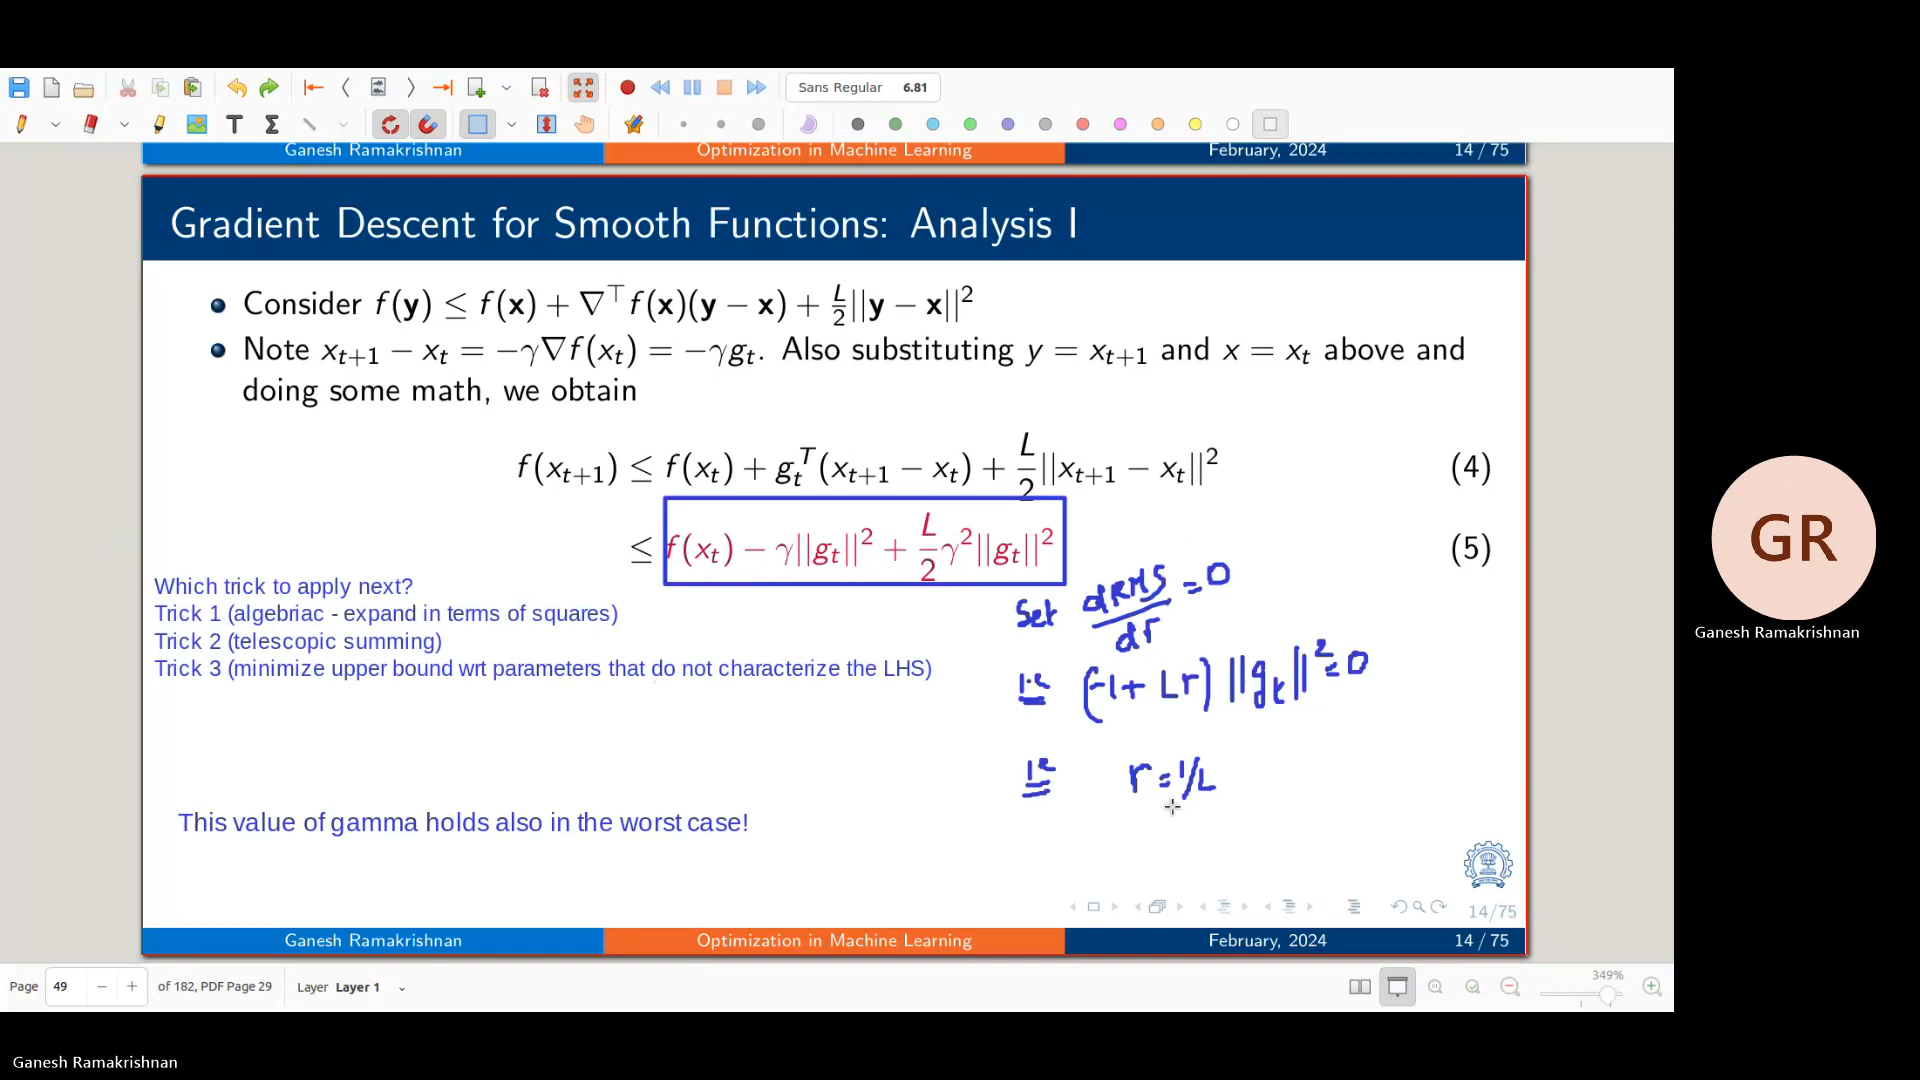 Sans Regular 6.81
Ganesh Ramakrishnan Optimization in Machine Learning February, 2024 14 / 75
Gradient Descent for Smooth Functions: Analysis I
Consider f(y) ≤ f(x) + ∇⊤f(x)(y − x) + L/2||y − x||²
Note xₜ₊₁ − xₜ = −γ∇f(xₜ) = −γgₜ. Also substituting y = xₜ₊₁ and x = xₜ above and
doing some math, we obtain
f(xₜ₊₁) ≤ f(xₜ) + gₜᵀ(xₜ₊₁ − xₜ) + L/2||xₜ₊₁ − xₜ||² (4)
≤ f(xₜ) − γ||gₜ||² + L/2γ²||gₜ||² (5)
Which trick to apply next?
Trick 1 (algebriac - expand in terms of squares)
Trick 2 (telescopic summing)
Trick 3 (minimize upper bound wrt parameters that do not characterize the LHS)
Set dRHS/dr = 0
i.e (-1 + Lr) ||gₜ||² = 0
i.e r = 1/L
This value of gamma holds also in the worst case!
14/75
Ganesh Ramakrishnan Optimization in Machine Learning February, 2024 14 / 75
Page 49 of 182, PDF Page 29 Layer Layer 1 349%
GR
Ganesh Ramakrishnan
Ganesh Ramakrishnan